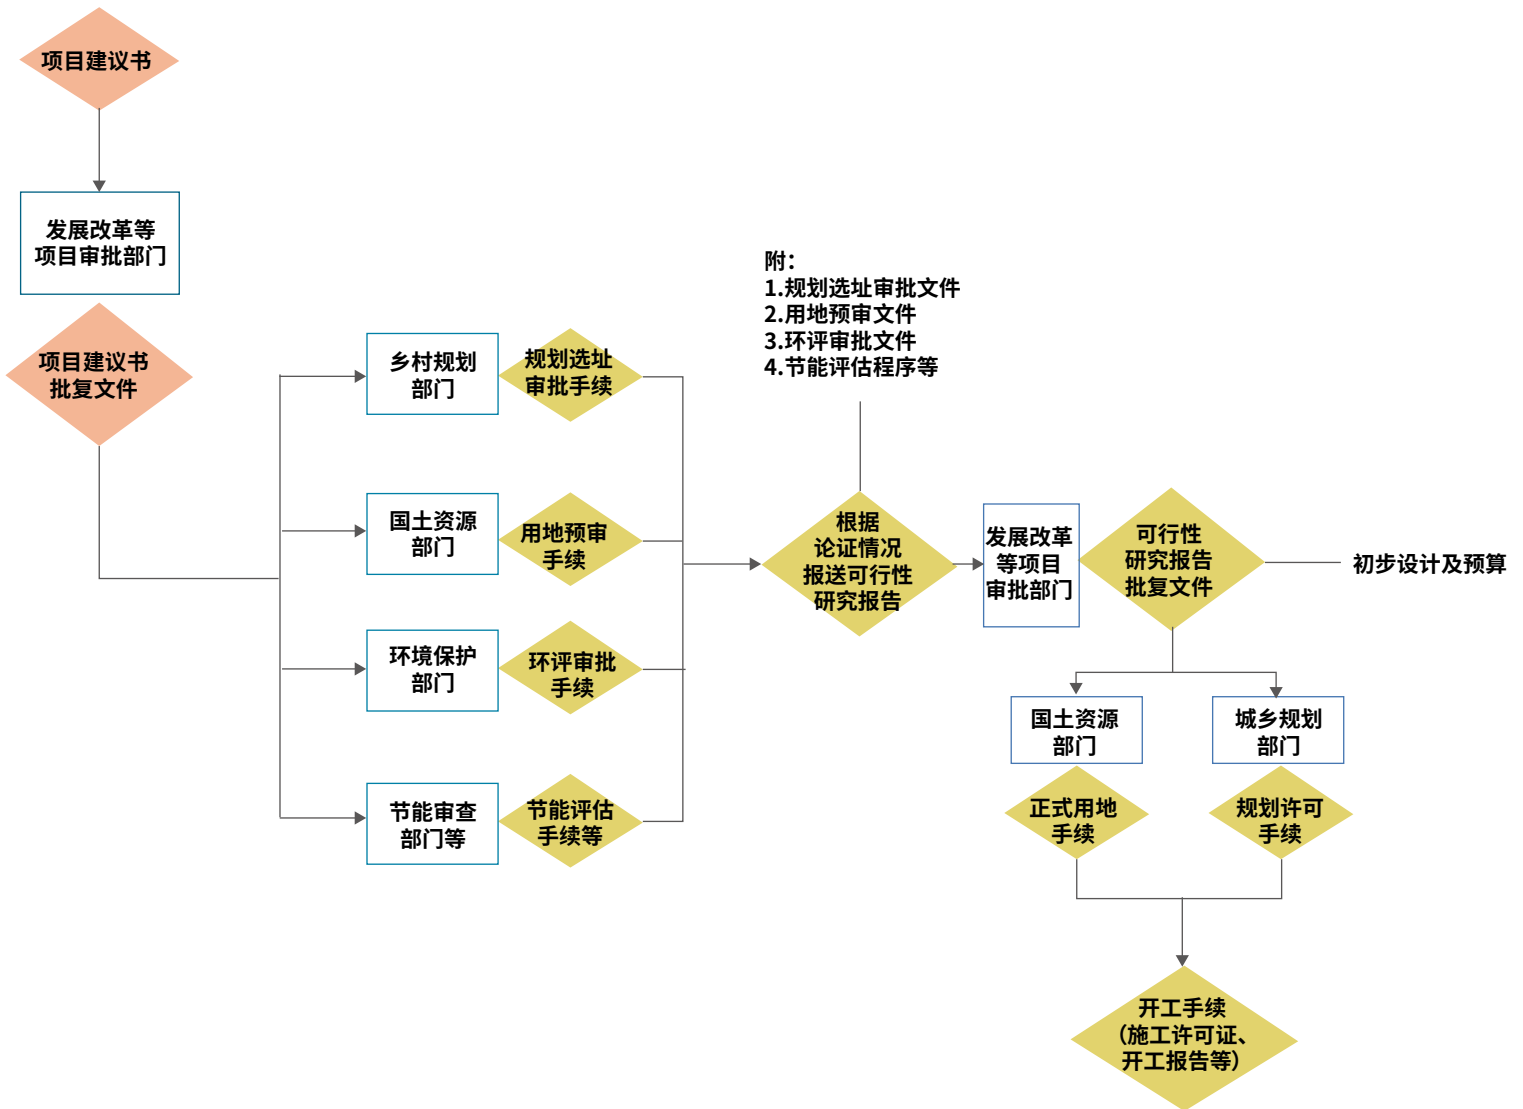 项目建议书
发展改革等
项目审批部门
项目建议书
批复文件
乡村规划
部门
规划选址
审批手续
国土资源
部门
用地预审
手续
环境保护
部门
环评审批
手续
节能审查
部门等
节能评估
手续等
附：
1.规划选址审批文件
2.用地预审文件
3.环评审批文件
4.节能评估程序等
根据
论证情况
报送可行性
研究报告
发展改革
等项目
审批部门
可行性
研究报告
批复文件
初步设计及预算
国土资源
部门
城乡规划
部门
正式用地
手续
规划许可
手续
开工手续
（施工许可证、
开工报告等）